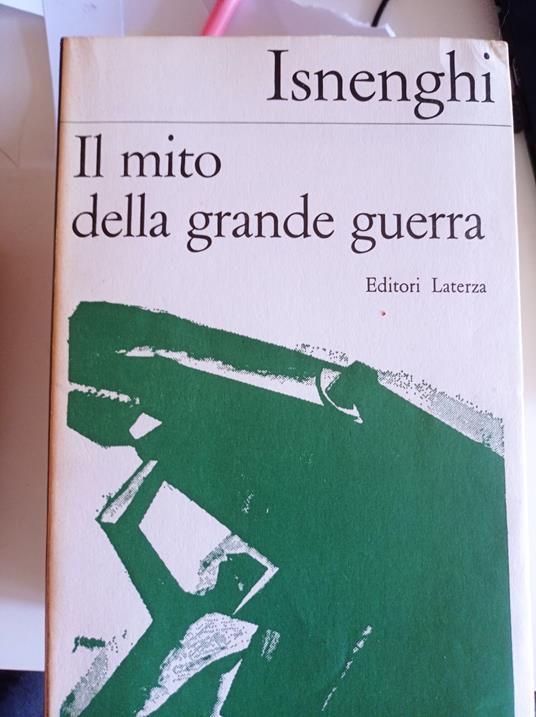 Isnenghi
Il mito
della grande guerra
Editori Laterza